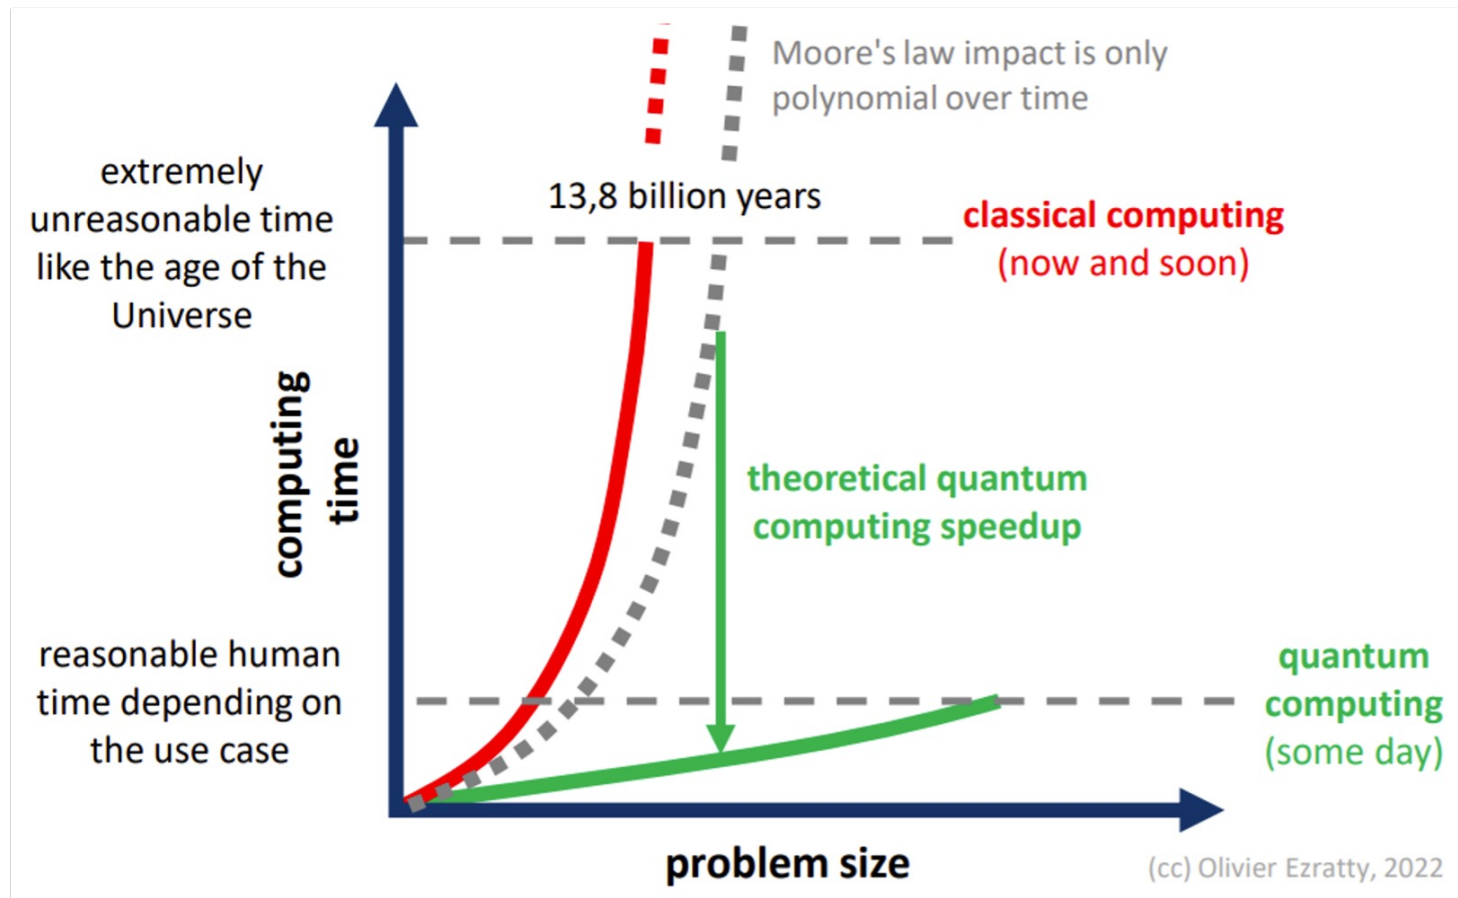 Moore's law impact is only
polynomial over time
extremely
unreasonable time
like the age of the
Universe
13,8 billion years
classical computing
(now and soon)
computing
time
theoretical quantum
computing speedup
reasonable human
time depending on
the use case
quantum
computing
(some day)
problem size
(cc) Olivier Ezratty, 2022